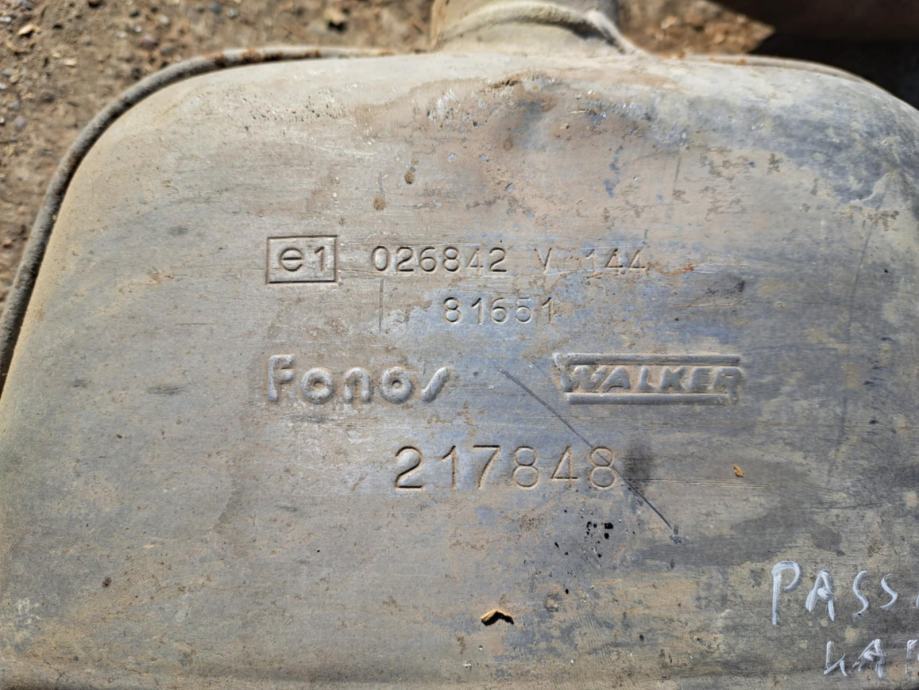 e1 026842 V 144
81651
Fonos WALKER
217848
PASS